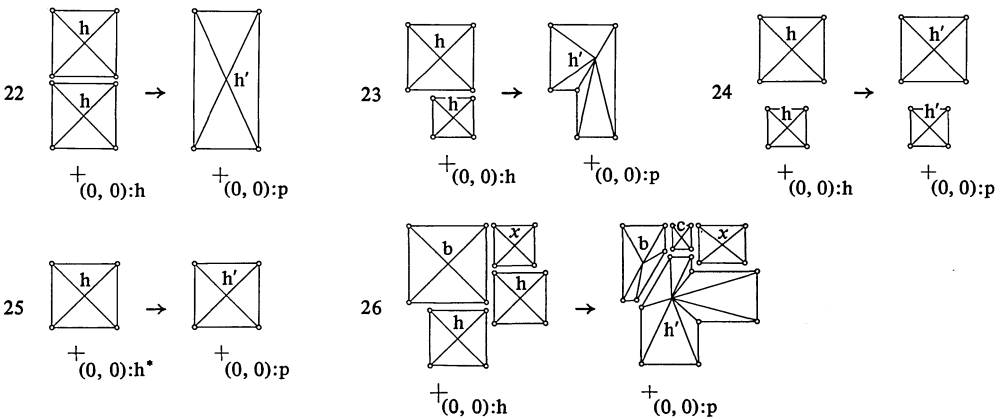 22 h h → h′ (0, 0):h (0, 0):p
23 h h → h′ (0, 0):h (0, 0):p
24 h h → h′ h′ (0, 0):h (0, 0):p
25 h → h′ (0, 0):h* (0, 0):p
26 b x h h → b c x h′ (0, 0):h (0, 0):p